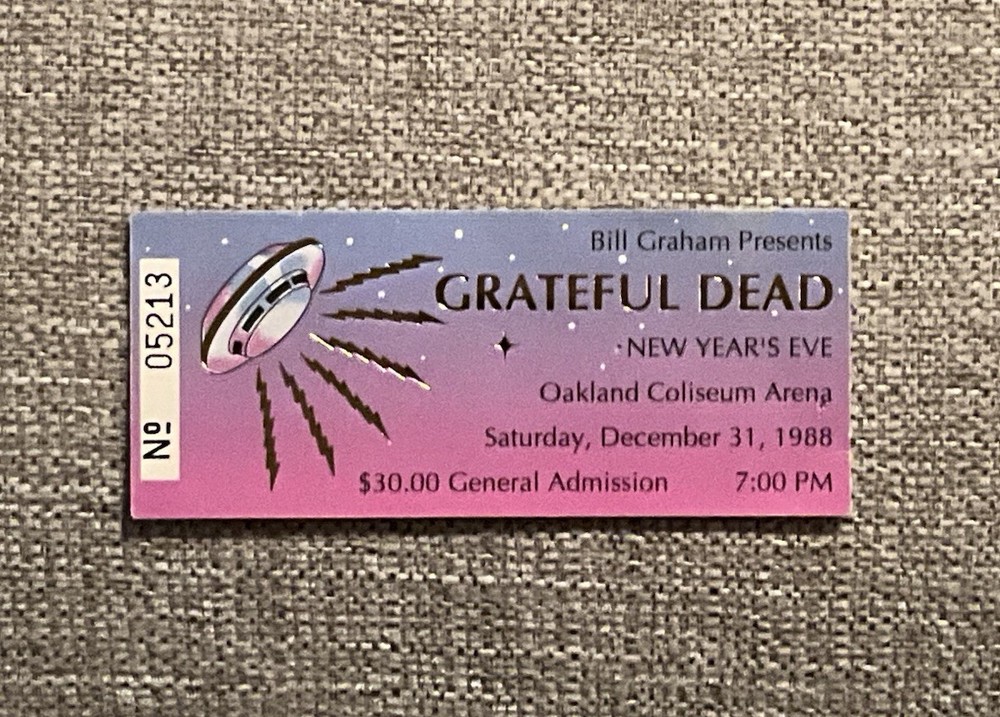 Nº 05213
Bill Graham Presents
GRATEFUL DEAD
NEW YEAR'S EVE
Oakland Coliseum Arena
Saturday, December 31, 1988
$30.00 General Admission 7:00 PM